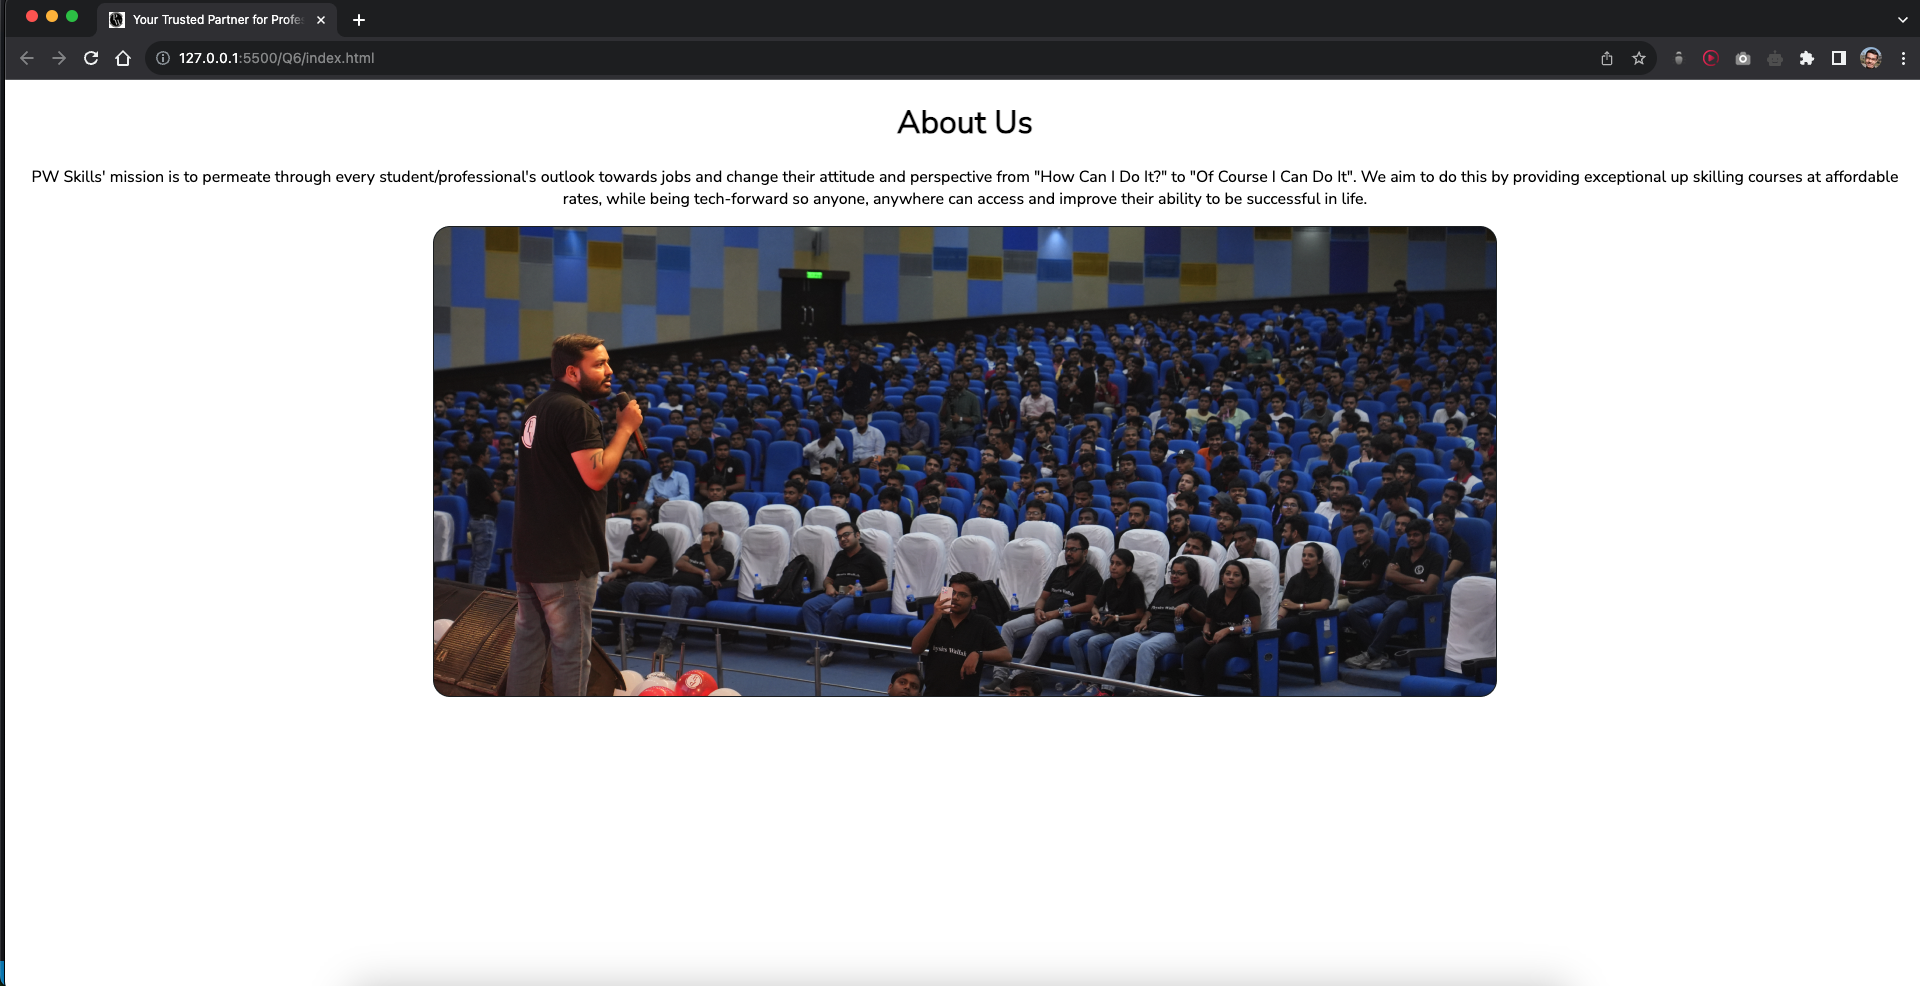 Your Trusted Partner for Profes
127.0.0.1:5500/Q6/index.html
About Us
PW Skills' mission is to permeate through every student/professional's outlook towards jobs and change their attitude and perspective from "How Can I Do It?" to "Of Course I Can Do It". We aim to do this by providing exceptional up skilling courses at affordable
rates, while being tech-forward so anyone, anywhere can access and improve their ability to be successful in life.